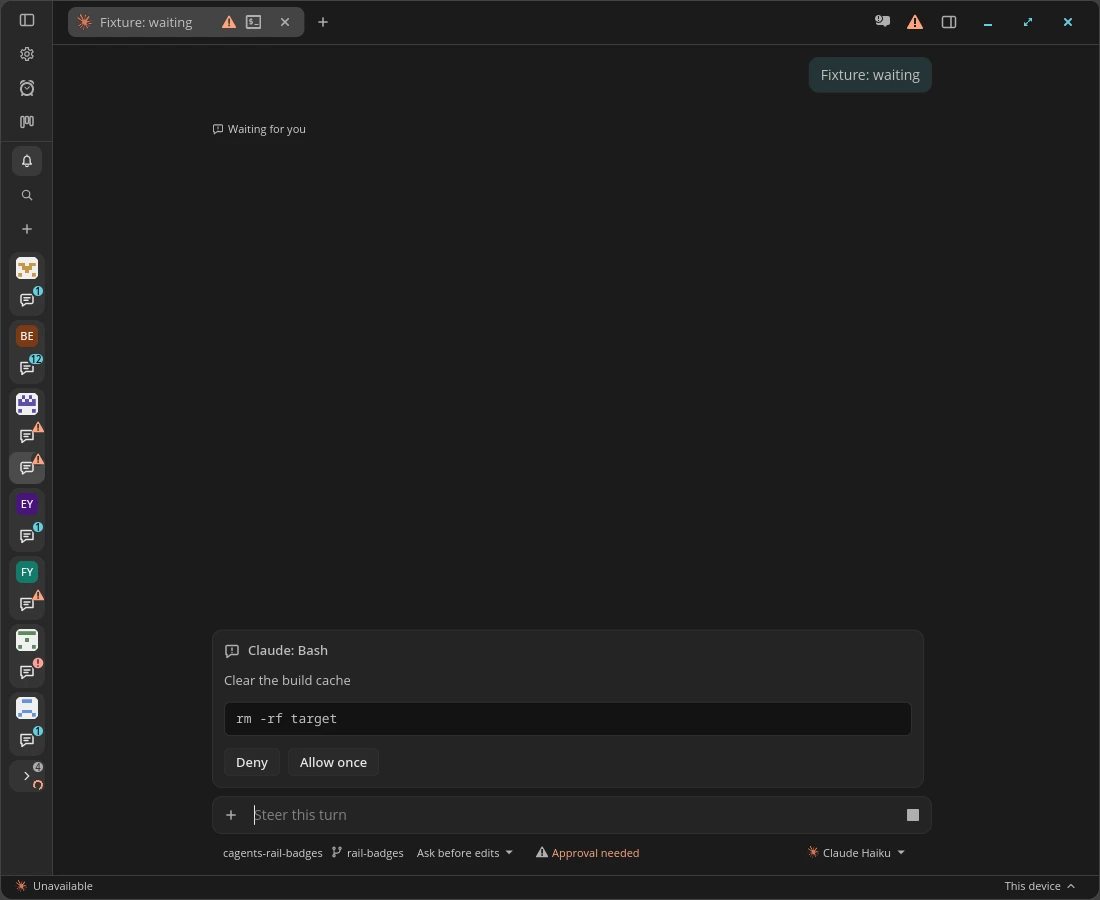 Fixture: waiting
Fixture: waiting
Waiting for you
1
BE
12
EY
1
FY
1
4
Claude: Bash
Clear the build cache
rm -rf target
Deny
Allow once
Steer this turn
cagents-rail-badges rail-badges Ask before edits Approval needed Claude Haiku
Unavailable
This device